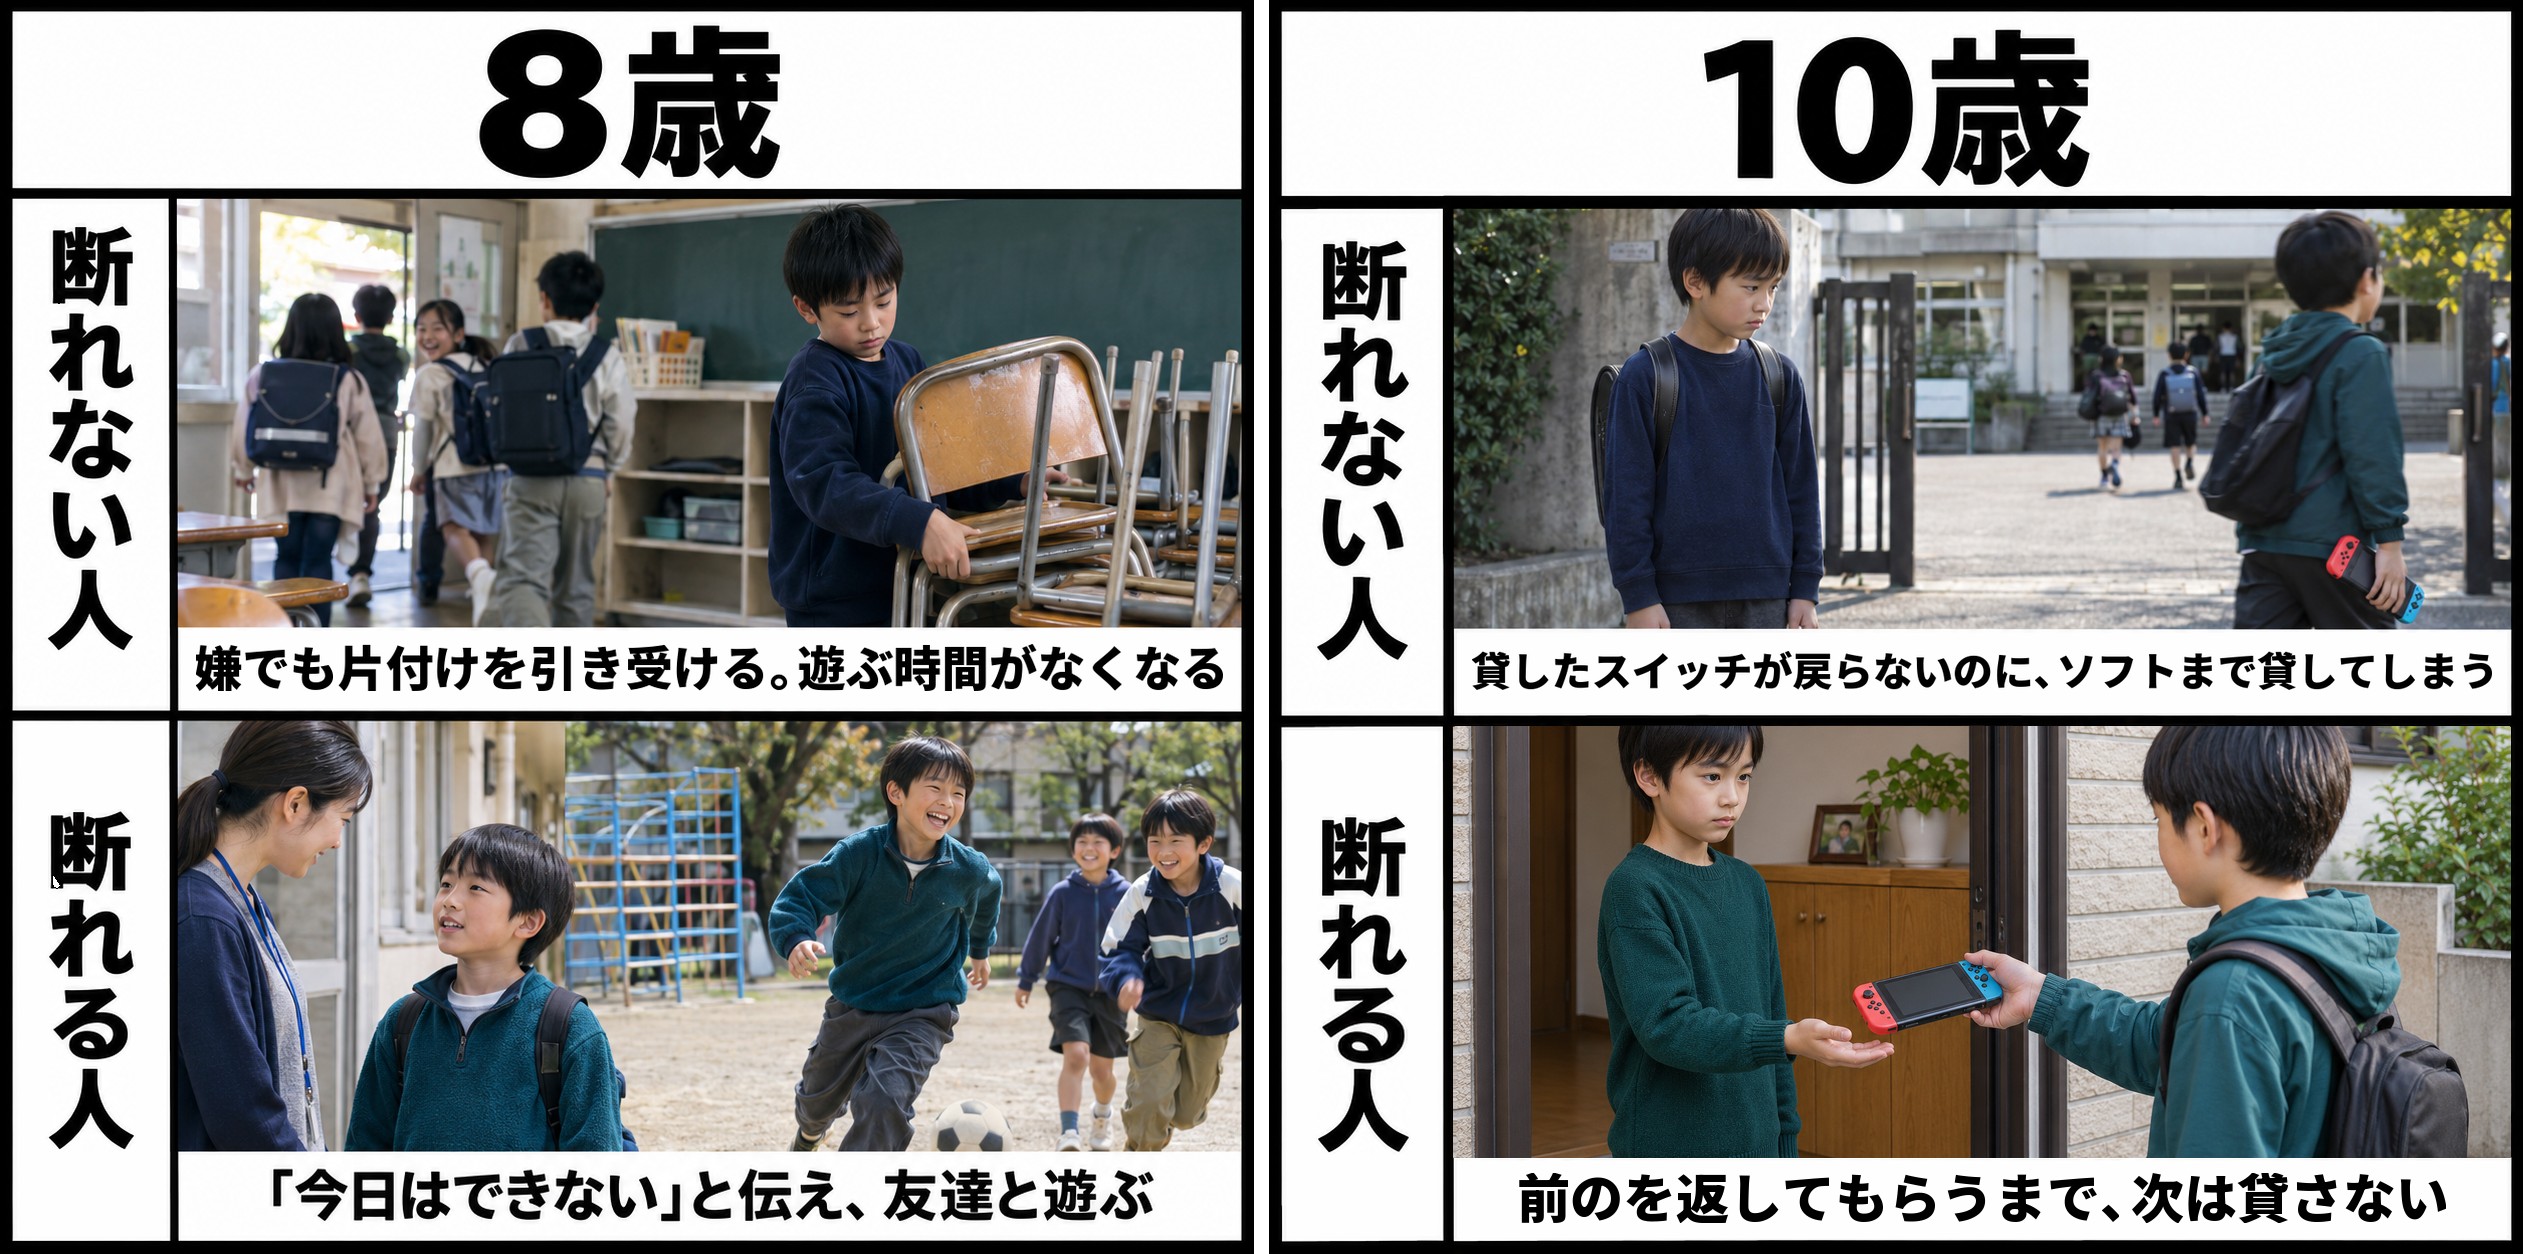 8歳
断れない人
嫌でも片付けを引き受ける。遊ぶ時間がなくなる
断れる人
「今日はできない」と伝え、友達と遊ぶ
10歳
断れない人
貸したスイッチが戻らないのに、ソフトまで貸してしまう
断れる人
前のを返してもらうまで、次は貸さない